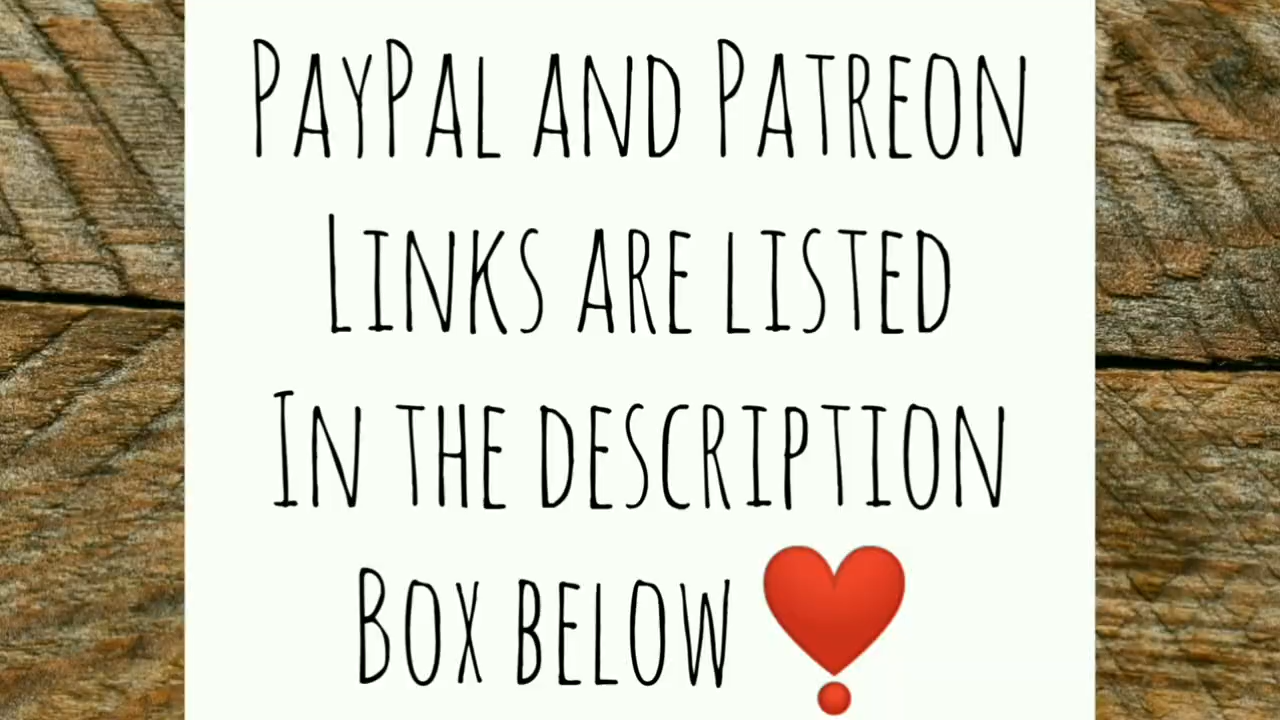 PayPal and Patreon
Links are listed
In the description
Box below ❣